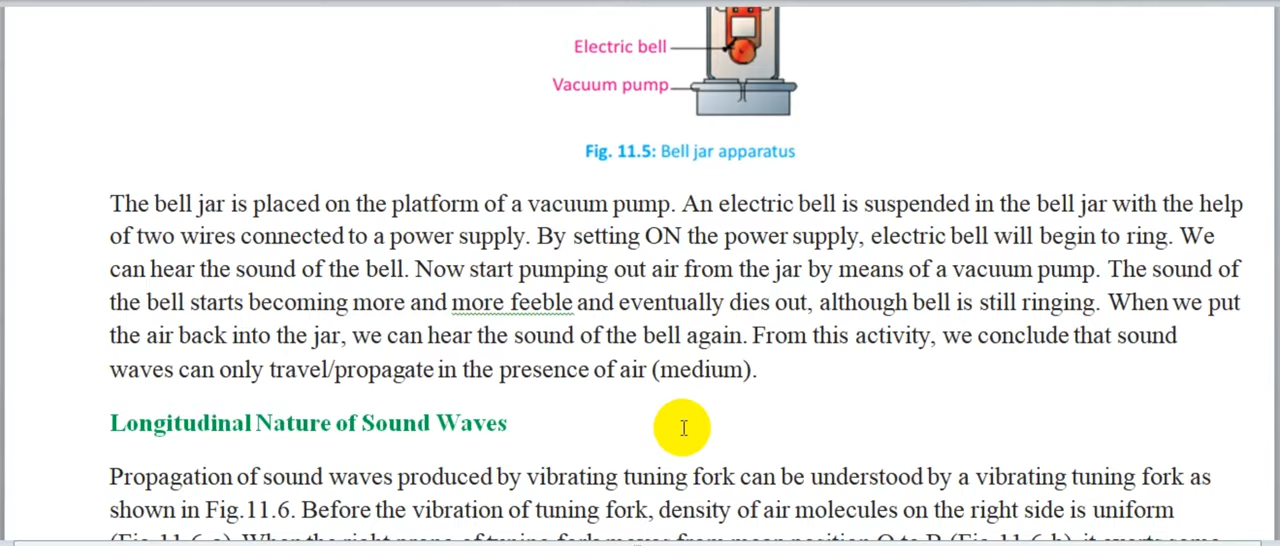 Electric bell
Vacuum pump
Fig. 11.5: Bell jar apparatus
The bell jar is placed on the platform of a vacuum pump. An electric bell is suspended in the bell jar with the help
of two wires connected to a power supply. By setting ON the power supply, electric bell will begin to ring. We
can hear the sound of the bell. Now start pumping out air from the jar by means of a vacuum pump. The sound of
the bell starts becoming more and more feeble and eventually dies out, although bell is still ringing. When we put
the air back into the jar, we can hear the sound of the bell again. From this activity, we conclude that sound
waves can only travel/propagate in the presence of air (medium).
Longitudinal Nature of Sound Waves
Propagation of sound waves produced by vibrating tuning fork can be understood by a vibrating tuning fork as
shown in Fig.11.6. Before the vibration of tuning fork, density of air molecules on the right side is uniform